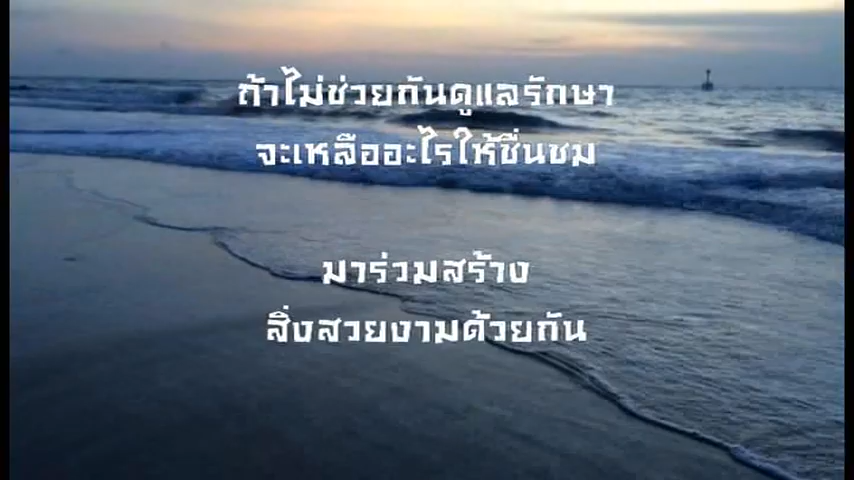 ถ้าไม่ช่วยกันดูแลรักษา
จะเหลืออะไรให้ชื่นชม
มาร่วมสร้าง
สิ่งสวยงามด้วยกัน